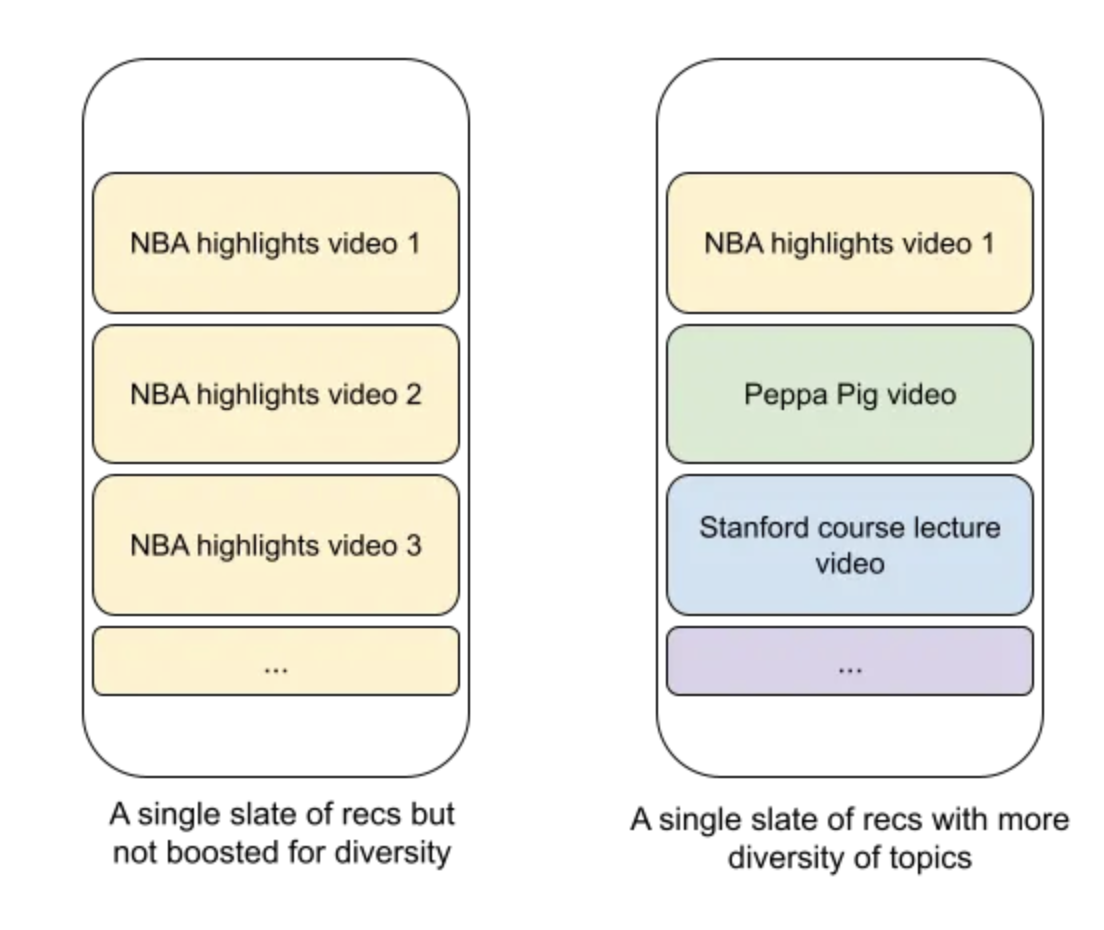 NBA highlights video 1
NBA highlights video 2
NBA highlights video 3
...
A single slate of recs but
not boosted for diversity
NBA highlights video 1
Peppa Pig video
Stanford course lecture
video
...
A single slate of recs with more
diversity of topics